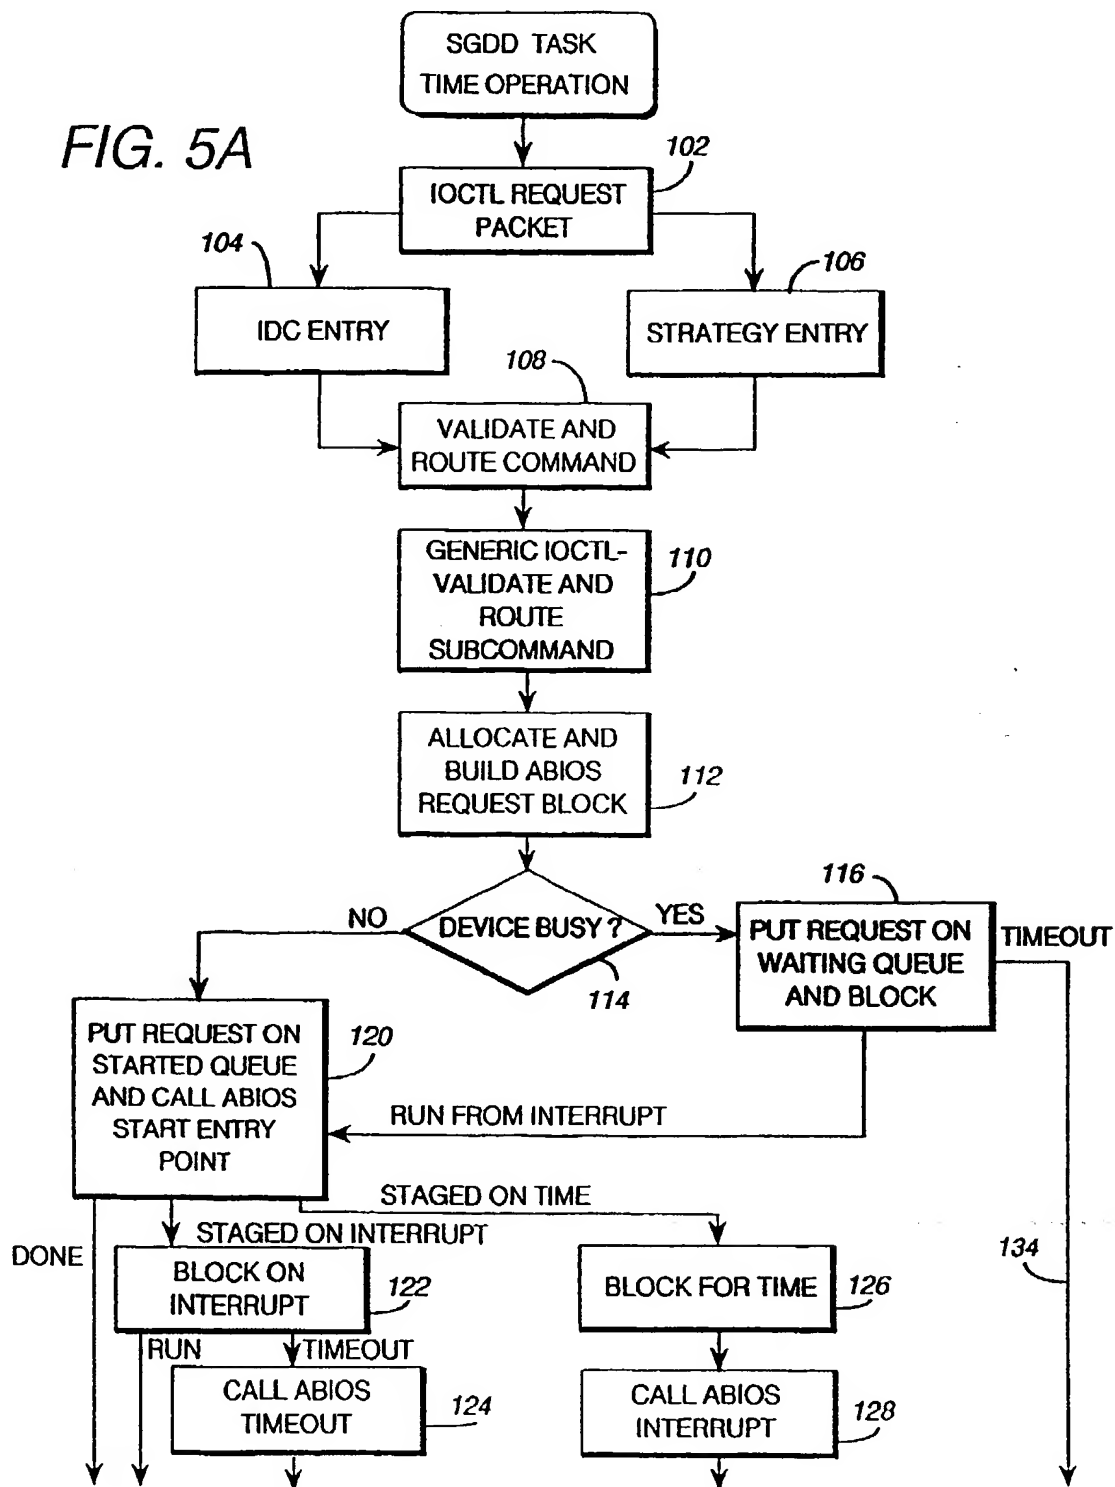 SGDD TASK
TIME OPERATION
FIG. 5A
102
IOCTL REQUEST
PACKET
104
106
IDC ENTRY
STRATEGY ENTRY
108
VALIDATE AND
ROUTE COMMAND
GENERIC IOCTL-
VALIDATE AND
ROUTE
SUBCOMMAND
110
ALLOCATE AND
BUILD ABIOS
REQUEST BLOCK
112
116
NO
DEVICE BUSY ?
YES
114
PUT REQUEST ON
WAITING QUEUE
AND BLOCK
TIMEOUT
PUT REQUEST ON
STARTED QUEUE
AND CALL ABIOS
START ENTRY
POINT
120
RUN FROM INTERRUPT
STAGED ON TIME
STAGED ON INTERRUPT
DONE
134
BLOCK ON
INTERRUPT
122
BLOCK FOR TIME
126
RUN
TIMEOUT
CALL ABIOS
TIMEOUT
124
CALL ABIOS
INTERRUPT
128